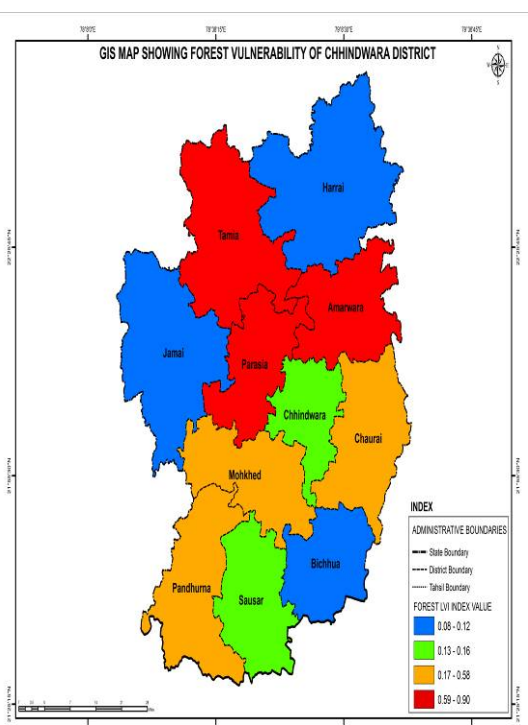 GIS MAP SHOWING FOREST VULNERABILITY OF CHHINDWARA DISTRICT
N
W
E
S
Harrai
Tamia
Amarwara
Jamai
Parasia
Chhindwara
Chaurai
Mohkhed
Bichhua
Pandhurna
Sausar
INDEX
ADMINISTRATIVE BOUNDARIES
State Boundary
District Boundary
Tahsil Boundary
FOREST LVI INDEX VALUE
0.08 - 0.12
0.13 - 0.16
0.17 - 0.58
0.59 - 0.90